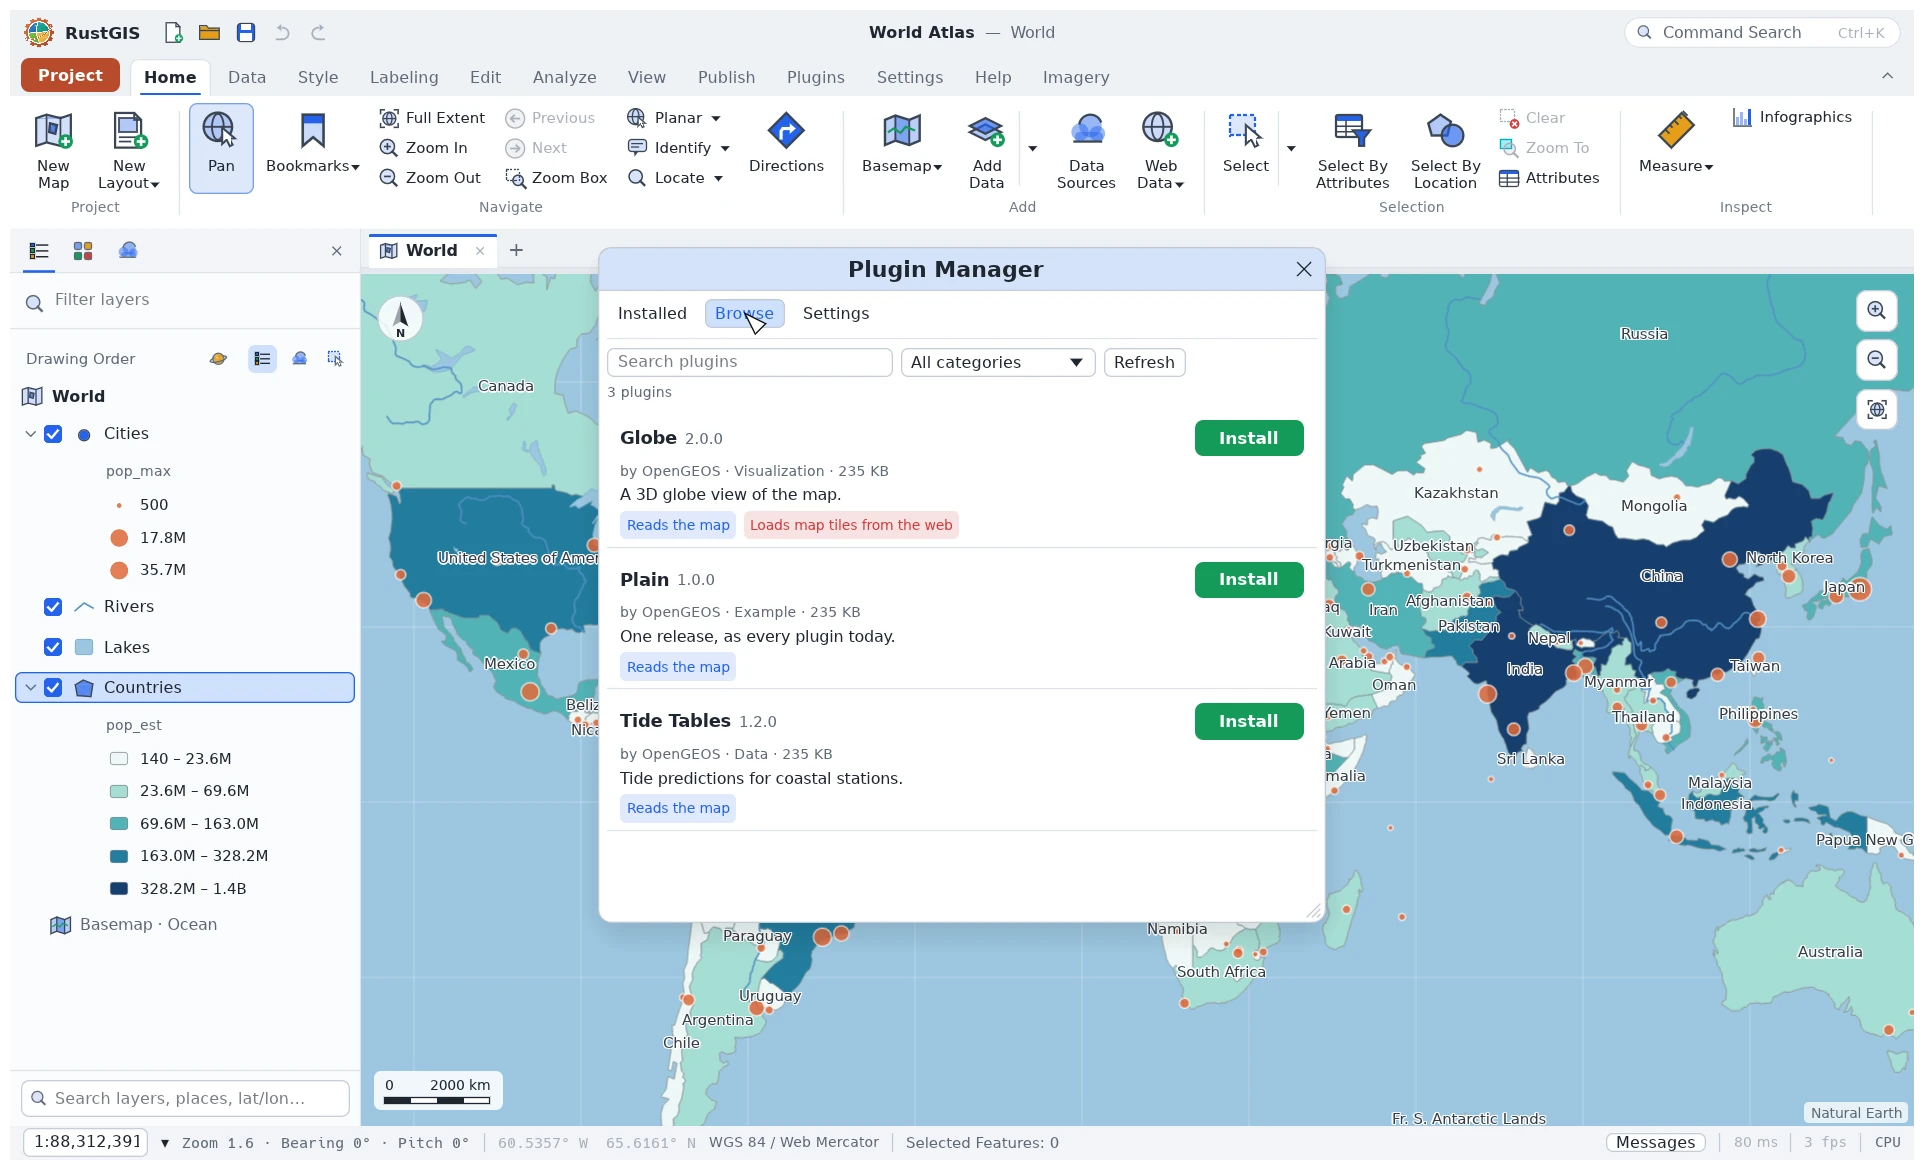 RustGIS
World Atlas — World
Command Search Ctrl+K
Project Home Data Style Labeling Edit Analyze View Publish Plugins Settings Help Imagery
New Map
New Layout
Project
Pan
Bookmarks
Full Extent
Zoom In
Zoom Out
Previous
Next
Zoom Box
Planar
Identify
Locate
Directions
Navigate
Basemap
Add Data
Data Sources
Web Data
Add
Select
Select By Attributes
Select By Location
Clear
Zoom To
Attributes
Selection
Measure
Infographics
Inspect
World
Filter layers
Drawing Order
World
Cities
pop_max
500
17.8M
35.7M
Rivers
Lakes
Countries
pop_est
140 – 23.6M
23.6M – 69.6M
69.6M – 163.0M
163.0M – 328.2M
328.2M – 1.4B
Basemap · Ocean
Search layers, places, lat/lon...
Plugin Manager
Installed Browse Settings
Search plugins All categories Refresh
3 plugins
Globe 2.0.0 Install
by OpenGEOS · Visualization · 235 KB
A 3D globe view of the map.
Reads the map Loads map tiles from the web
Plain 1.0.0 Install
by OpenGEOS · Example · 235 KB
One release, as every plugin today.
Reads the map
Tide Tables 1.2.0 Install
by OpenGEOS · Data · 235 KB
Tide predictions for coastal stations.
Reads the map
N
Canada
United States of Amer
Mexico
Beliz
Nica
Paraguay
Uruguay
Argentina
Chile
Namibia
South Africa
Russia
Kazakhstan
Mongolia
rgia
Uzbekistan
Turkmenistan
North Korea
China
Japan
aq
Iran
Afghanistan
Kuwait
Pakistan
Nepal
Arabia
India
Taiwan
Oman
Myanmar
Yemen
Thailand
Philippines
Sri Lanka
malia
Malaysia
Indonesia
Papua New G
Australia
Fr. S. Antarctic Lands
0 2000 km
Natural Earth
1:88,312,391 Zoom 1.6 · Bearing 0° · Pitch 0° 60.5357° W 65.6161° N WGS 84 / Web Mercator Selected Features: 0 Messages 80 ms 3 fps CPU